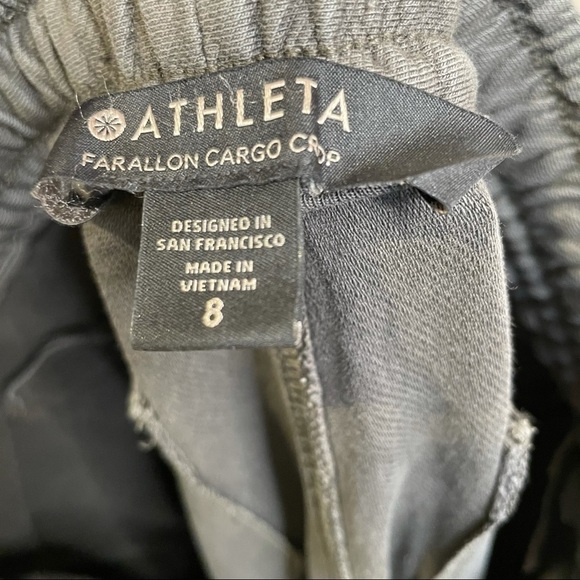 ATHLETA
FARALLON CARGO CROP
DESIGNED IN
SAN FRANCISCO
MADE IN
VIETNAM
8